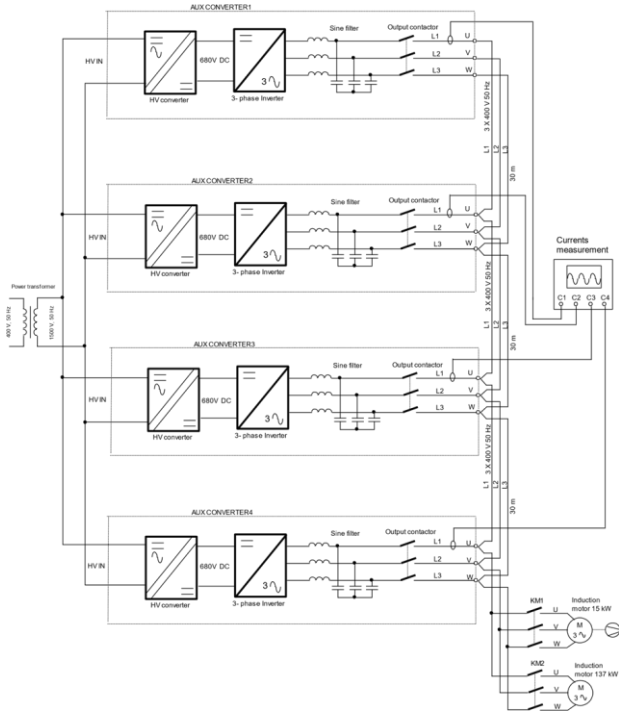 AUX CONVERTER1
HV IN
HV converter
680V DC
3
3- phase Inverter
Sine filter
Output contactor
L1 U
L2 V
L3 W
3 X 400 V 50 Hz
L1 L2 L3
30 m
AUX CONVERTER2
HV IN
HV converter
680V DC
3
3- phase Inverter
Sine filter
Output contactor
L1 U
L2 V
L3 W
3 X 400 V 50 Hz
L1 L2 L3
30 m
Currents
measurement
C1 C2 C3 C4
Power transformer
400 V, 50 Hz
1500 V, 50 Hz
AUX CONVERTER3
HV IN
HV converter
680V DC
3
3- phase Inverter
Sine filter
Output contactor
L1 U
L2 V
L3 W
3 X 400 V 50 Hz
L1 L2 L3
30 m
AUX CONVERTER4
HV IN
HV converter
680V DC
3
3- phase Inverter
Sine filter
Output contactor
L1 U
L2 V
L3 W
KM1
U
V
W
M
3
Induction
motor 15 kW
KM2
U
V
W
M
3
Induction
motor 137 kW